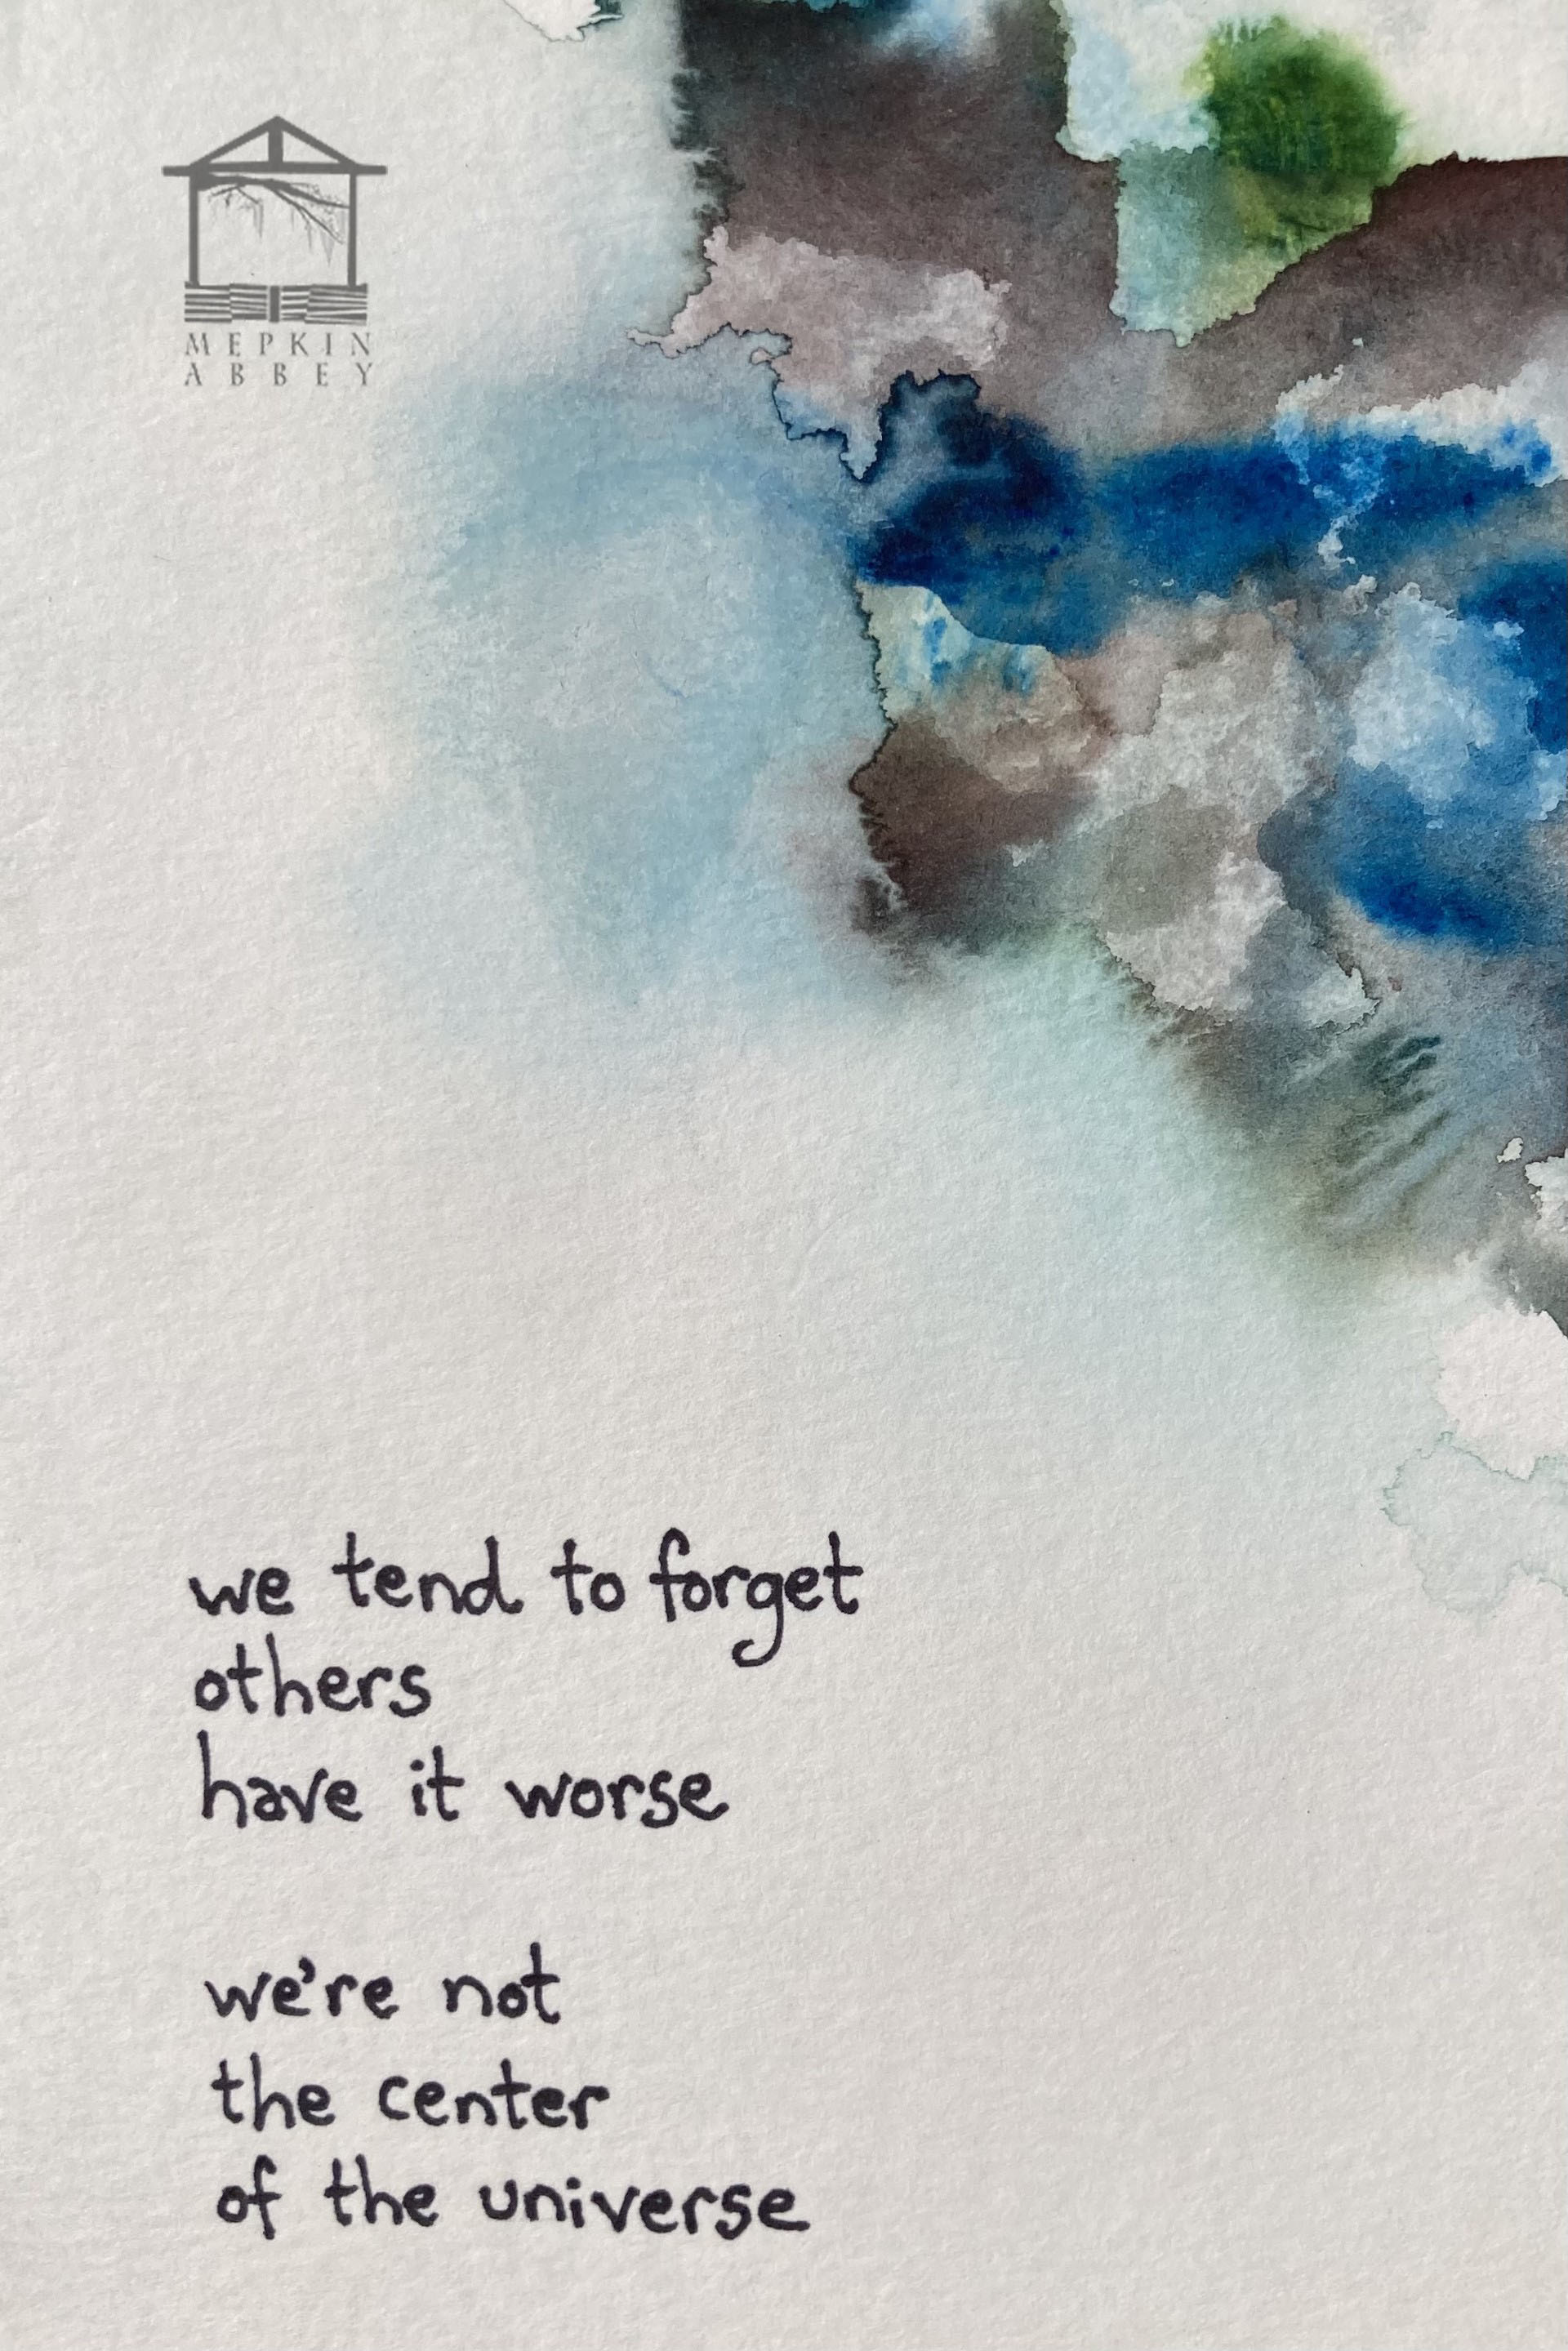 MEPKIN
ABBEY
we tend to forget
others
have it worse
we're not
the center
of the universe